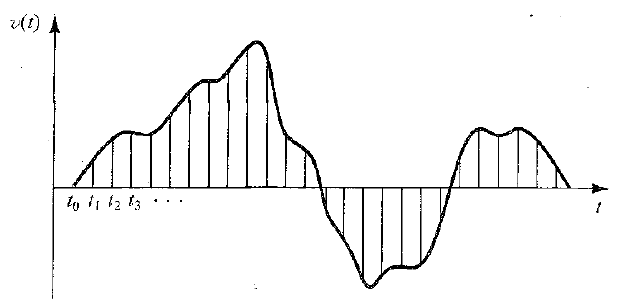 v(t)
t₀ t₁ t₂ t₃ · · ·
t